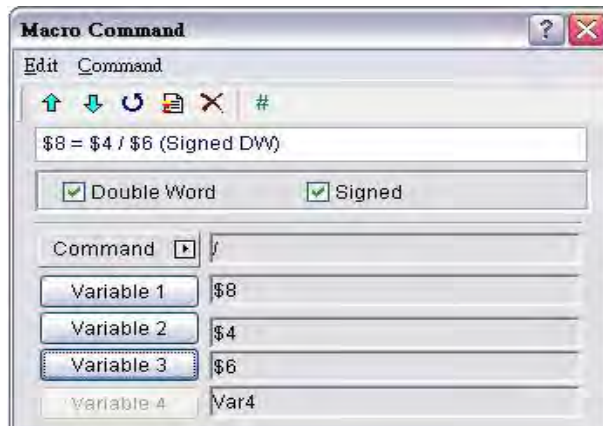 Macro Command
Edit Command
#
$8 = $4 / $6 (Signed DW)
Double Word Signed
Command /
Variable 1 $8
Variable 2 $4
Variable 3 $6
Variable 4 Var4